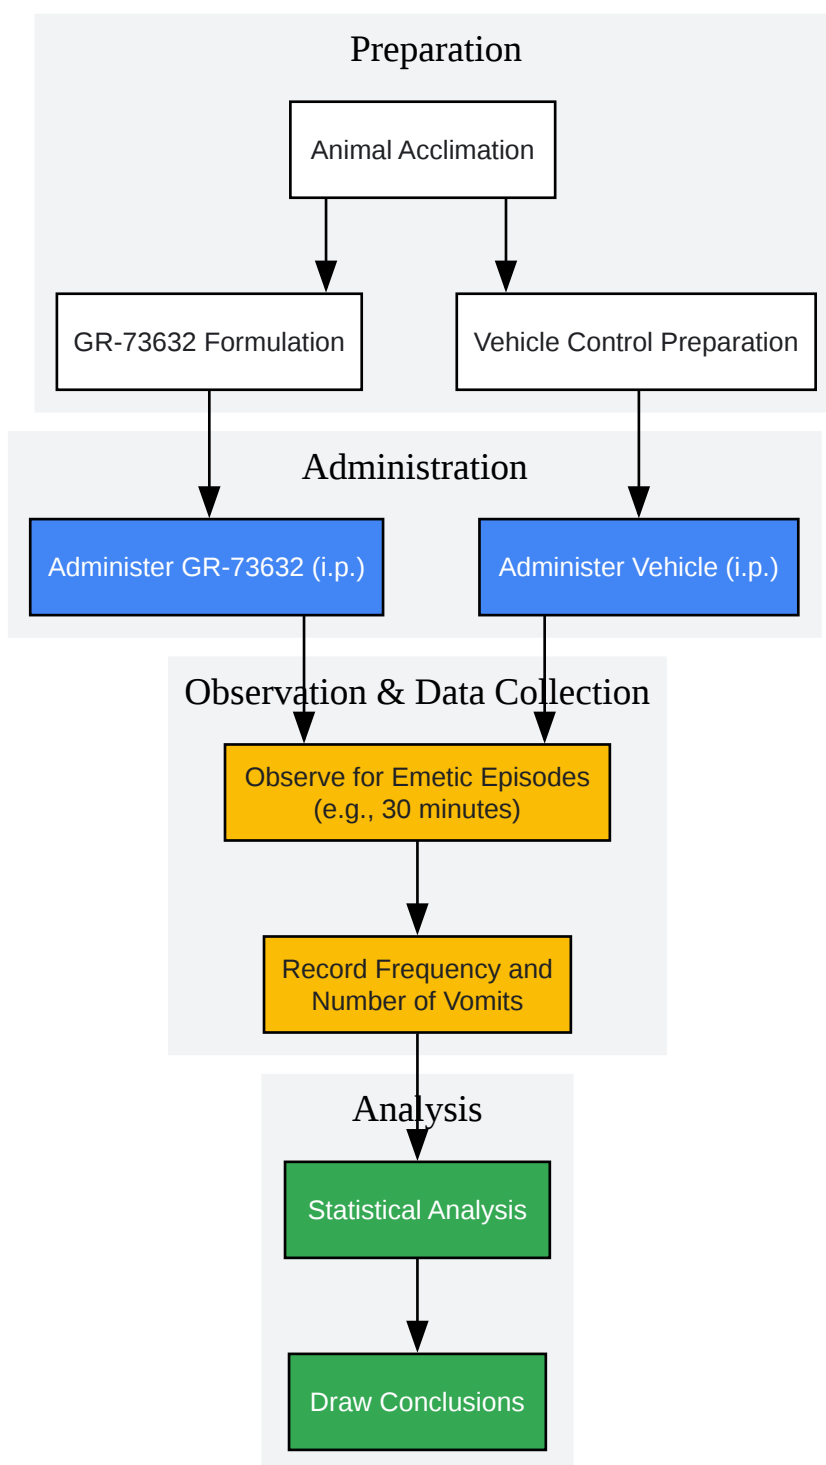 Preparation
Animal Acclimation
GR-73632 Formulation
Vehicle Control Preparation
Administration
Administer GR-73632 (i.p.)
Administer Vehicle (i.p.)
Observation & Data Collection
Observe for Emetic Episodes
(e.g., 30 minutes)
Record Frequency and
Number of Vomits
Analysis
Statistical Analysis
Draw Conclusions